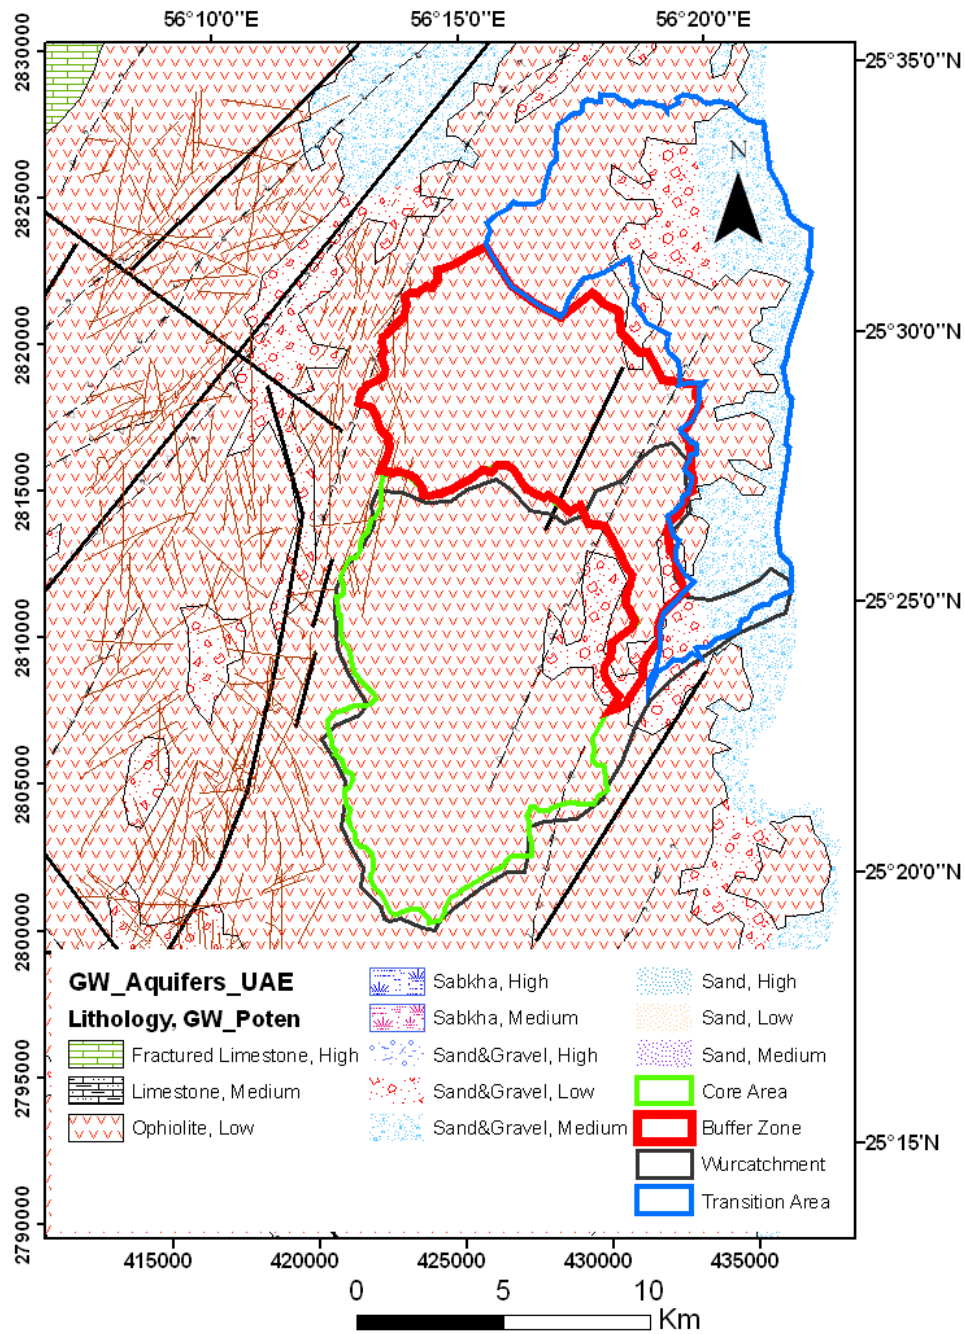 56°10'0"E 56°15'0"E 56°20'0"E
2830000
2825000
2820000
2815000
2810000
2805000
2800000
2795000
2790000
25°35'0"N
25°30'0"N
25°25'0"N
25°20'0"N
25°15'N
N
GW_Aquifers_UAE
Lithology, GW_Poten
Fractured Limestone, High
Limestone, Medium
Ophiolite, Low
Sabkha, High
Sabkha, Medium
Sand&Gravel, High
Sand&Gravel, Low
Sand&Gravel, Medium
Sand, High
Sand, Low
Sand, Medium
Core Area
Buffer Zone
Wurcatchment
Transition Area
415000 420000 425000 430000 435000
0 5 10
Km